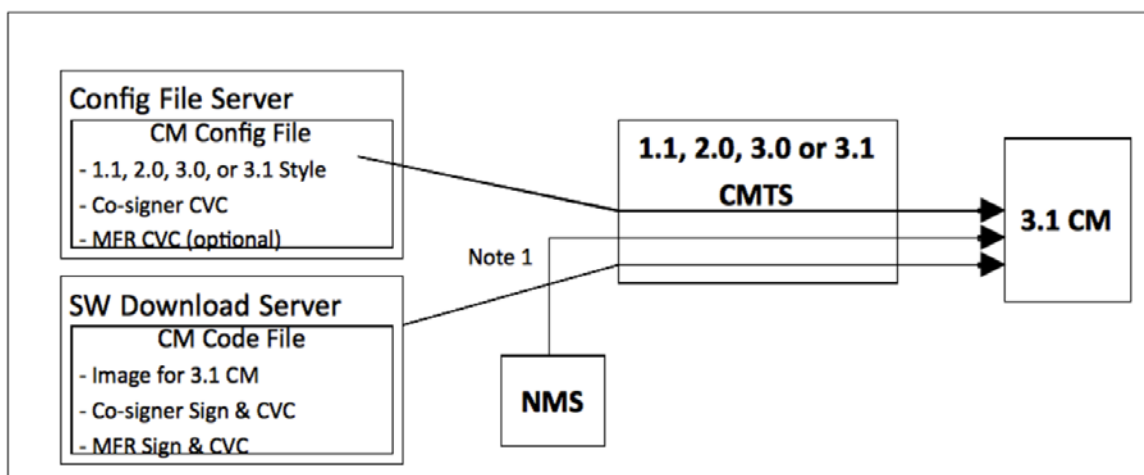 Config File Server
CM Config File
- 1.1, 2.0, 3.0, or 3.1 Style
- Co-signer CVC
- MFR CVC (optional)
SW Download Server
CM Code File
- Image for 3.1 CM
- Co-signer Sign & CVC
- MFR Sign & CVC
Note 1
NMS
1.1, 2.0, 3.0 or 3.1
CMTS
3.1 CM